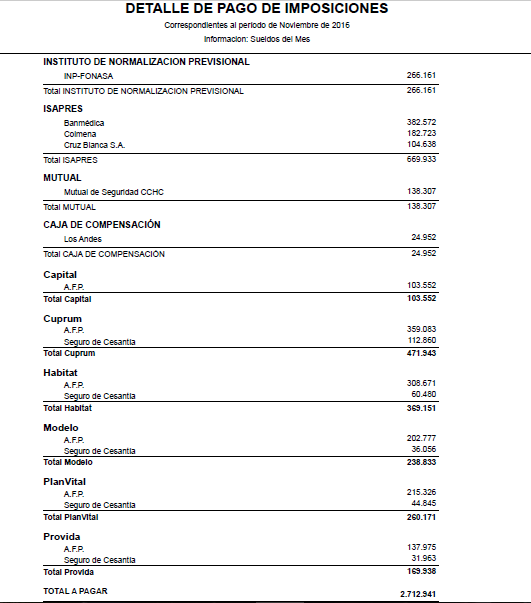 DETALLE DE PAGO DE IMPOSICIONES
Correspondientes al periodo de Noviembre de 2016
Información: Sueldos del Mes
INSTITUTO DE NORMALIZACION PREVISIONAL
INP-FONASA 266.161
Total INSTITUTO DE NORMALIZACION PREVISIONAL 266.161
ISAPRES
Banmédica 382.572
Colmena 182.723
Cruz Blanca S.A. 104.638
Total ISAPRES 669.933
MUTUAL
Mutual de Seguridad CCHC 138.307
Total MUTUAL 138.307
CAJA DE COMPENSACIÓN
Los Andes 24.952
Total CAJA DE COMPENSACIÓN 24.952
Capital
A.F.P. 103.552
Total Capital 103.552
Cuprum
A.F.P. 359.083
Seguro de Cesantia 112.860
Total Cuprum 471.943
Habitat
A.F.P. 308.671
Seguro de Cesantia 60.480
Total Habitat 369.151
Modelo
A.F.P. 202.777
Seguro de Cesantia 36.056
Total Modelo 238.833
PlanVital
A.F.P. 215.326
Seguro de Cesantia 44.845
Total PlanVital 260.171
Provida
A.F.P. 137.975
Seguro de Cesantia 31.963
Total Provida 169.938
TOTAL A PAGAR 2.712.941